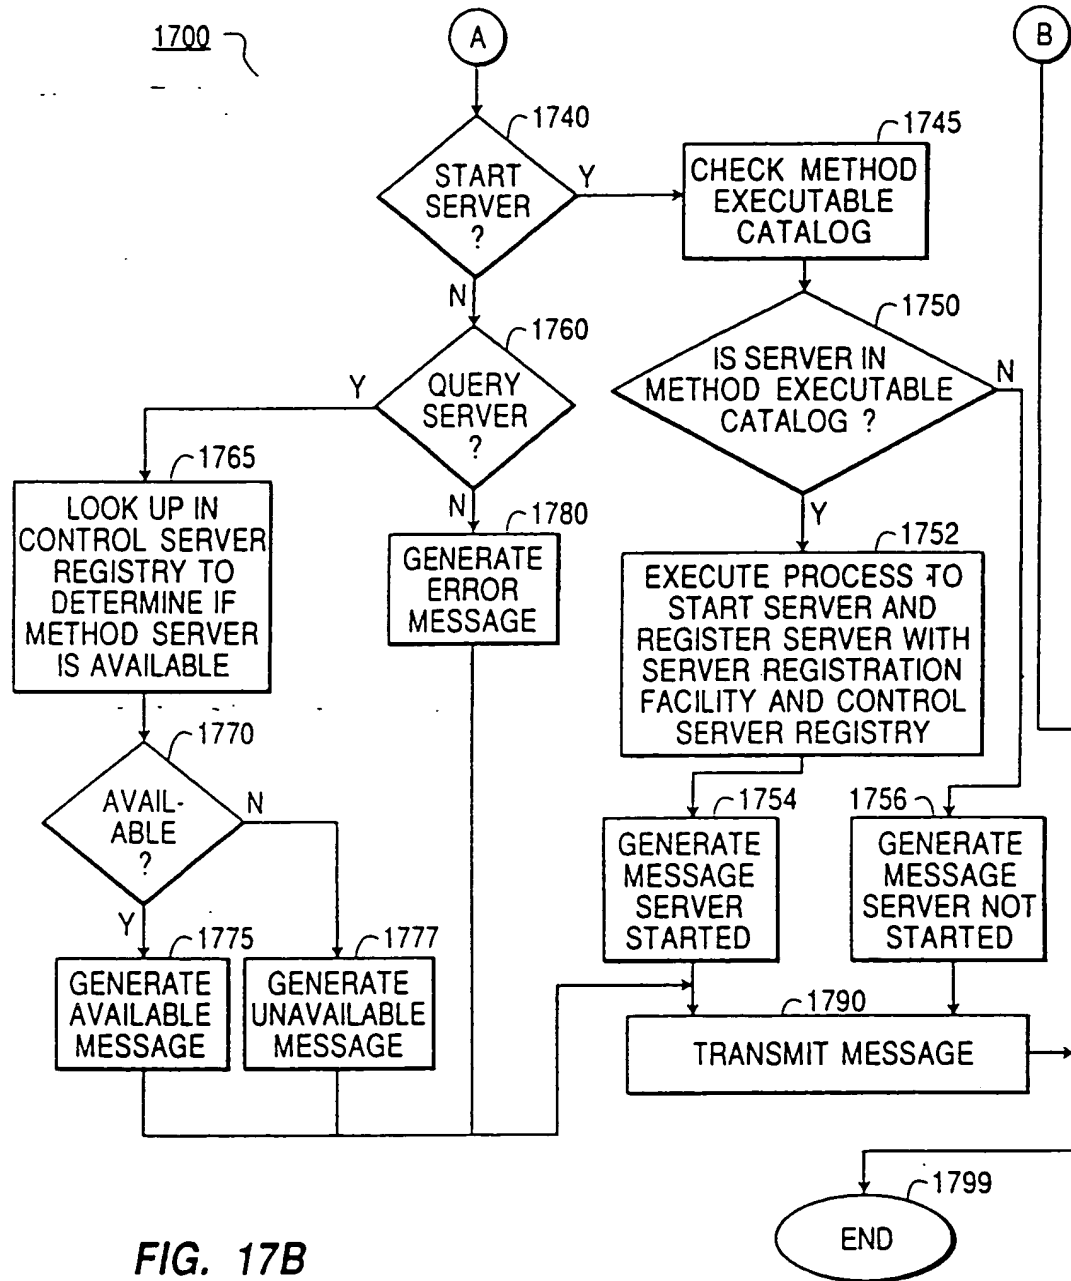 1700
A
B
1740
START
SERVER
?
Y
N
1745
CHECK METHOD
EXECUTABLE
CATALOG
1750
IS SERVER IN
METHOD EXECUTABLE
CATALOG ?
N
Y
1760
QUERY
SERVER
?
Y
N
1765
LOOK UP IN
CONTROL SERVER
REGISTRY TO
DETERMINE IF
METHOD SERVER
IS AVAILABLE
1780
GENERATE
ERROR
MESSAGE
1752
EXECUTE PROCESS TO
START SERVER AND
REGISTER SERVER WITH
SERVER REGISTRATION
FACILITY AND CONTROL
SERVER REGISTRY
1770
AVAIL-
ABLE
?
N
Y
1754
GENERATE
MESSAGE
SERVER
STARTED
1756
GENERATE
MESSAGE
SERVER NOT
STARTED
1775
GENERATE
AVAILABLE
MESSAGE
1777
GENERATE
UNAVAILABLE
MESSAGE
1790
TRANSMIT MESSAGE
1799
END
FIG. 17B